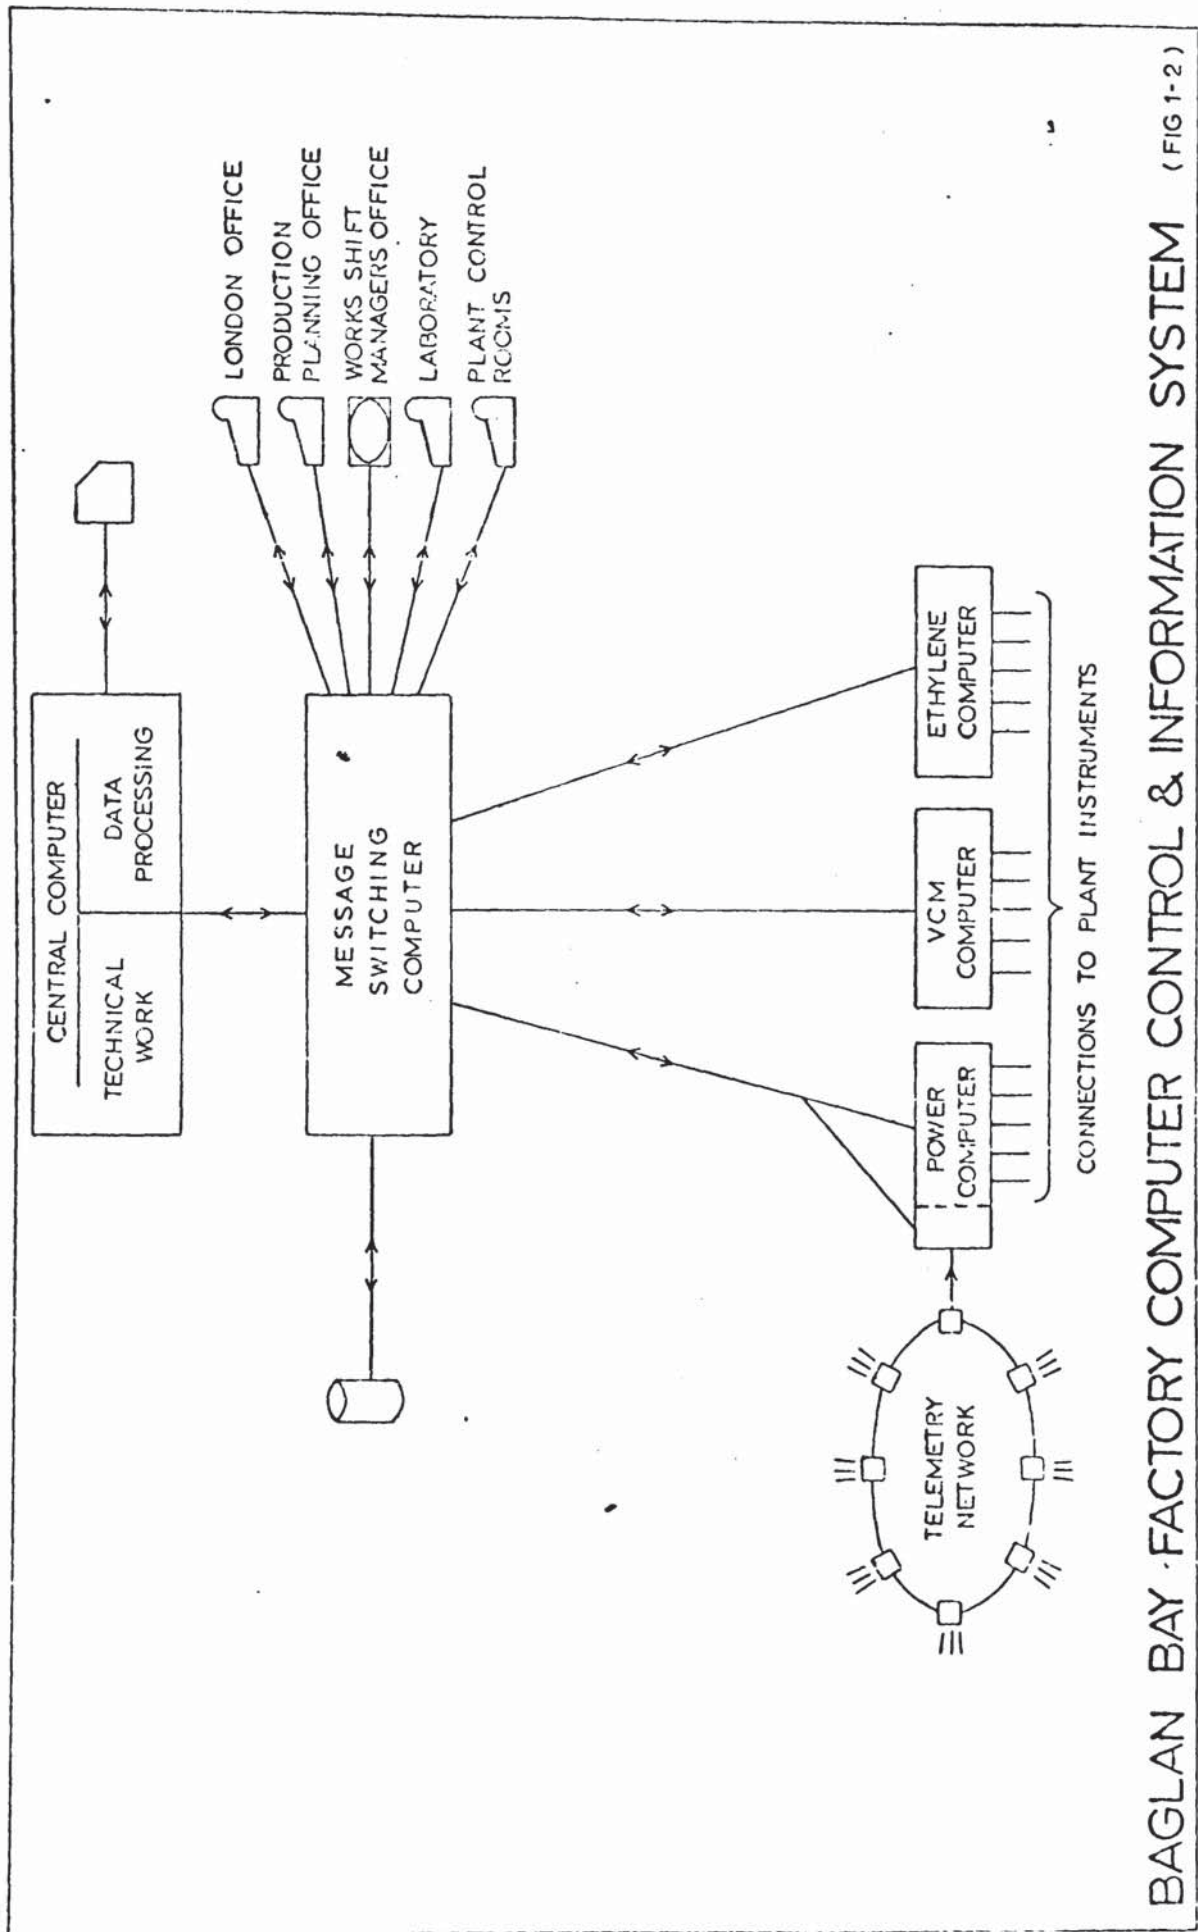 CENTRAL COMPUTER
TECHNICAL
WORK
DATA
PROCESSING
MESSAGE
SWITCHING
COMPUTER
LONDON OFFICE
PRODUCTION
PLANNING OFFICE
WORKS SHIFT
MANAGERS OFFICE
LABORATORY
PLANT CONTROL
ROOMS
TELEMETRY
NETWORK
POWER
COMPUTER
VCM
COMPUTER
ETHYLENE
COMPUTER
CONNECTIONS TO PLANT INSTRUMENTS
BAGLAN BAY FACTORY COMPUTER CONTROL & INFORMATION SYSTEM (FIG 1-2)